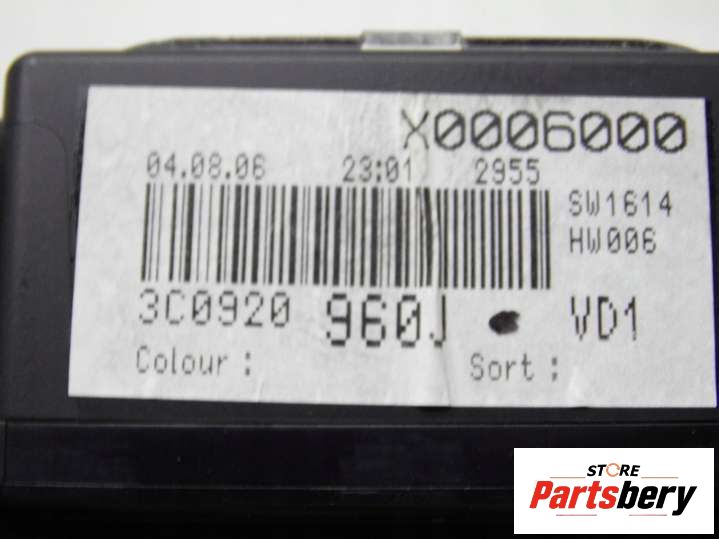 X0006000
04.08.06 23:01 2955
SW1614
HW006
3C0920 960J VD1
Colour : Sort :
STORE
Partsbery